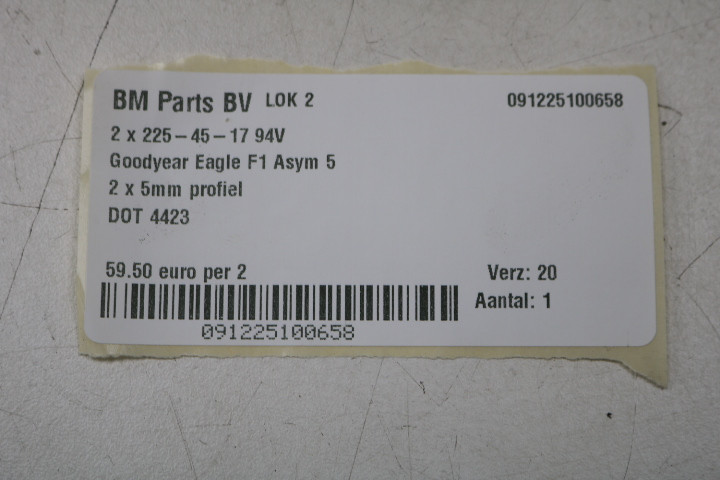 BM Parts BV LOK 2 091225100658
2 x 225-45-17 94V
Goodyear Eagle F1 Asym 5
2 x 5mm profiel
DOT 4423
59.50 euro per 2 Verz: 20
Aantal: 1
091225100658